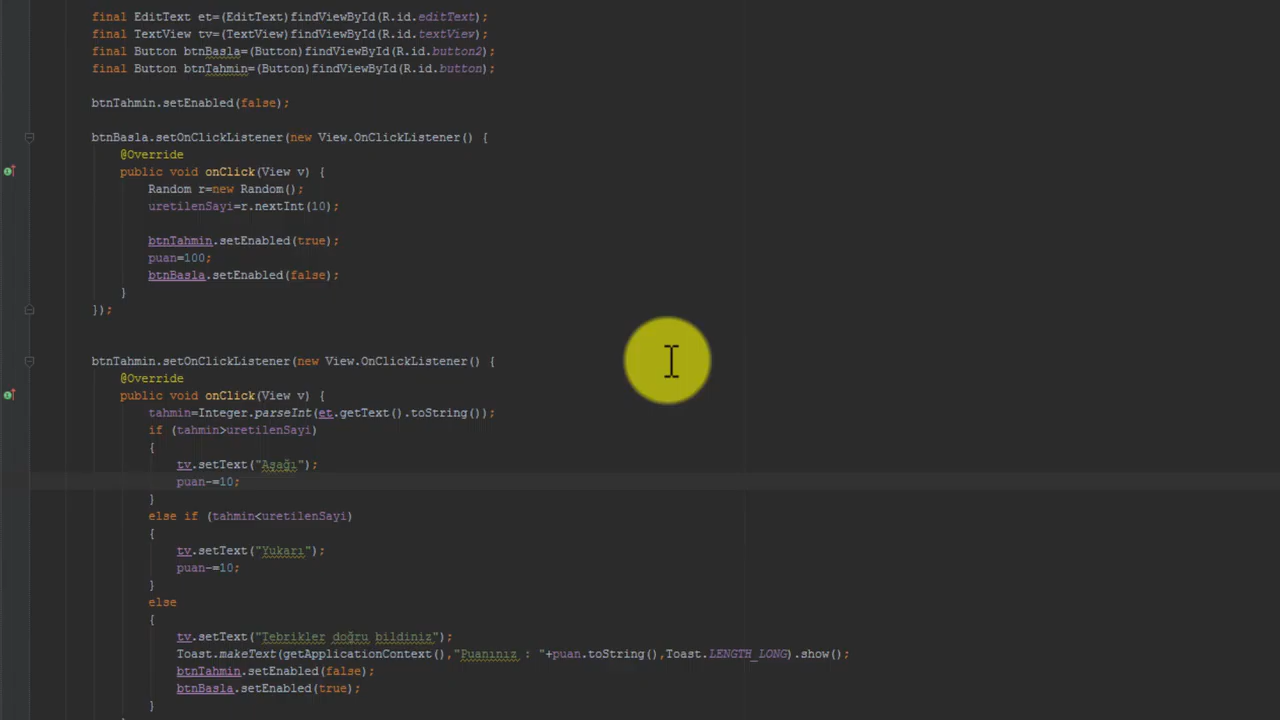 final EditText et=(EditText)findViewById(R.id.editText);
final TextView tv=(TextView)findViewById(R.id.textView);
final Button btnBasla=(Button)findViewById(R.id.button2);
final Button btnTahmin=(Button)findViewById(R.id.button);
btnTahmin.setEnabled(false);
btnBasla.setOnClickListener(new View.OnClickListener() {
@Override
public void onClick(View v) {
Random r=new Random();
uretilenSayi=r.nextInt(10);
btnTahmin.setEnabled(true);
puan=100;
btnBasla.setEnabled(false);
}
});
btnTahmin.setOnClickListener(new View.OnClickListener() {
@Override
public void onClick(View v) {
tahmin=Integer.parseInt(et.getText().toString());
if (tahmin>uretilenSayi)
{
tv.setText("Aşağı");
puan-=10;
}
else if (tahmin<uretilenSayi)
{
tv.setText("Yukarı");
puan-=10;
}
else
{
tv.setText("Tebrikler doğru bildiniz");
Toast.makeText(getApplicationContext(),"Puanınız : "+puan.toString(),Toast.LENGTH_LONG).show();
btnTahmin.setEnabled(false);
btnBasla.setEnabled(true);
}